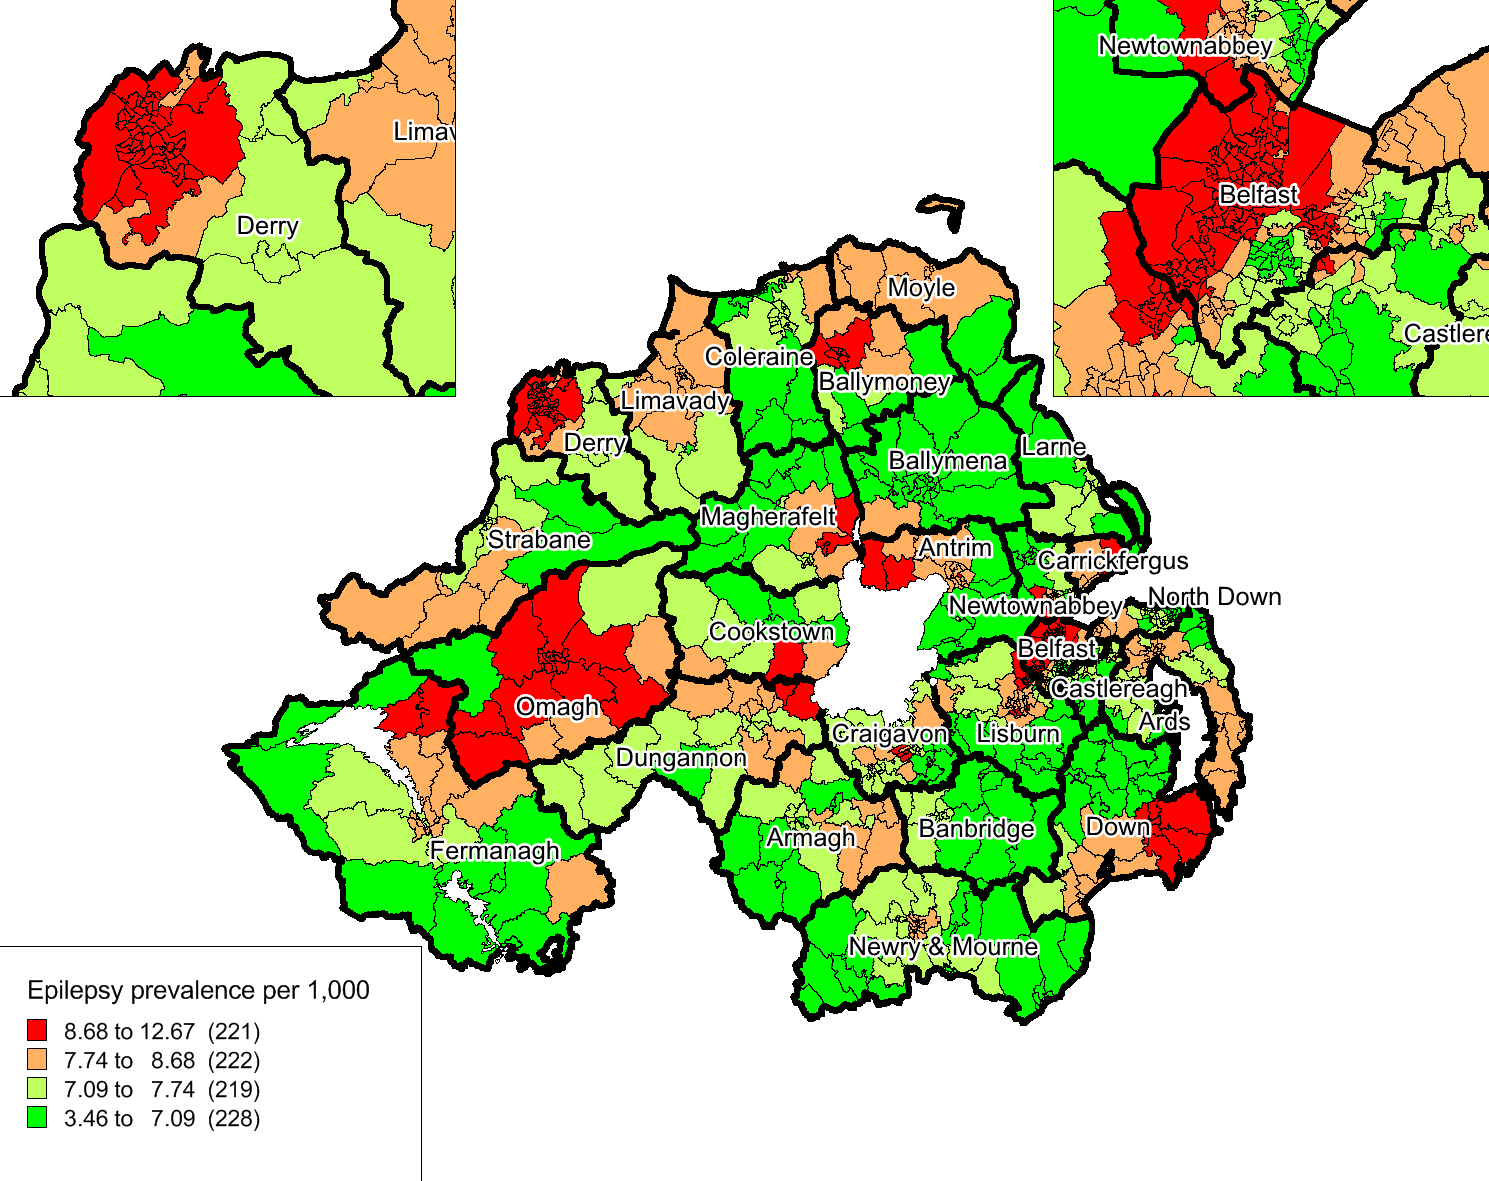 Newtownabbey
Limav
Belfast
Derry
Castlere
Moyle
Coleraine
Ballymoney
Limavady
Derry
Larne
Ballymena
Magherafelt
Strabane
Antrim
Carrickfergus
North Down
Newtownabbey
Cookstown
Belfast
Castlereagh
Omagh
Ards
Craigavon
Lisburn
Dungannon
Down
Banbridge
Armagh
Fermanagh
Newry & Mourne
Epilepsy prevalence per 1,000
8.68 to 12.67 (221)
7.74 to 8.68 (222)
7.09 to 7.74 (219)
3.46 to 7.09 (228)